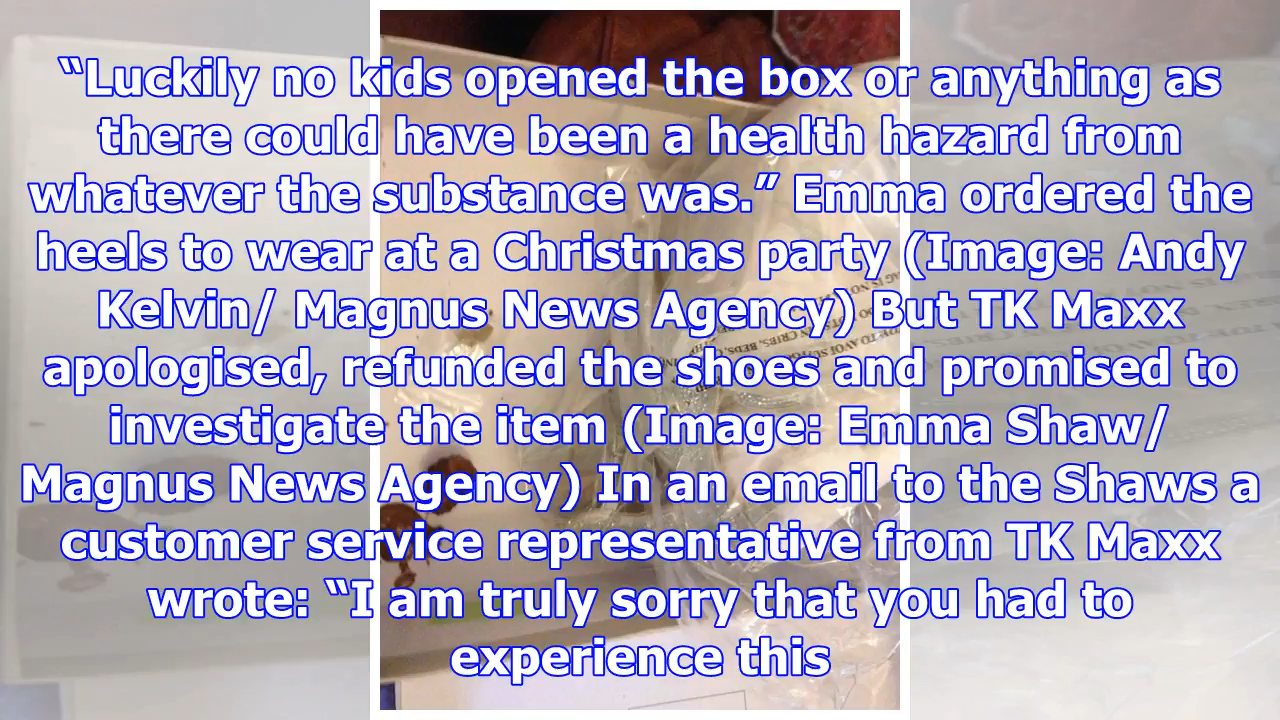 “Luckily no kids opened the box or anything as
there could have been a health hazard from
whatever the substance was.” Emma ordered the
heels to wear at a Christmas party (Image: Andy
Kelvin/ Magnus News Agency) But TK Maxx
apologised, refunded the shoes and promised to
investigate the item (Image: Emma Shaw/
Magnus News Agency) In an email to the Shaws a
customer service representative from TK Maxx
wrote: “I am truly sorry that you had to
experience this